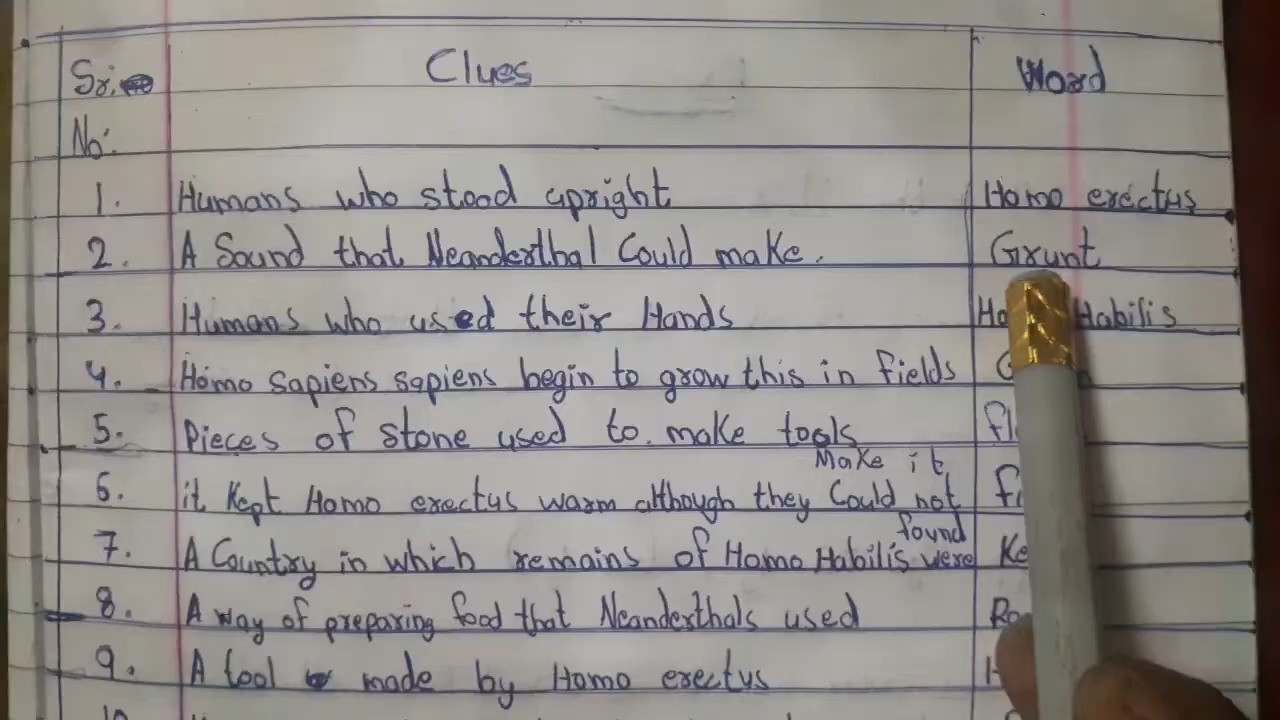 Sr. Clues Word
No:
1. Humans who stood upright Homo erectus
2. A Sound that Neanderthal Could make. Grunt
3. Humans who used their Hands Habilis
4. Homo sapiens sapiens begin to grow this in fields
5. Pieces of stone used to make tools
Make it
6. it kept Homo erectus warm although they Could not
found
7. A Country in which remains of Homo Habilis were
8. A way of preparing food that Neanderthals used
9. A tool made by Homo erectus